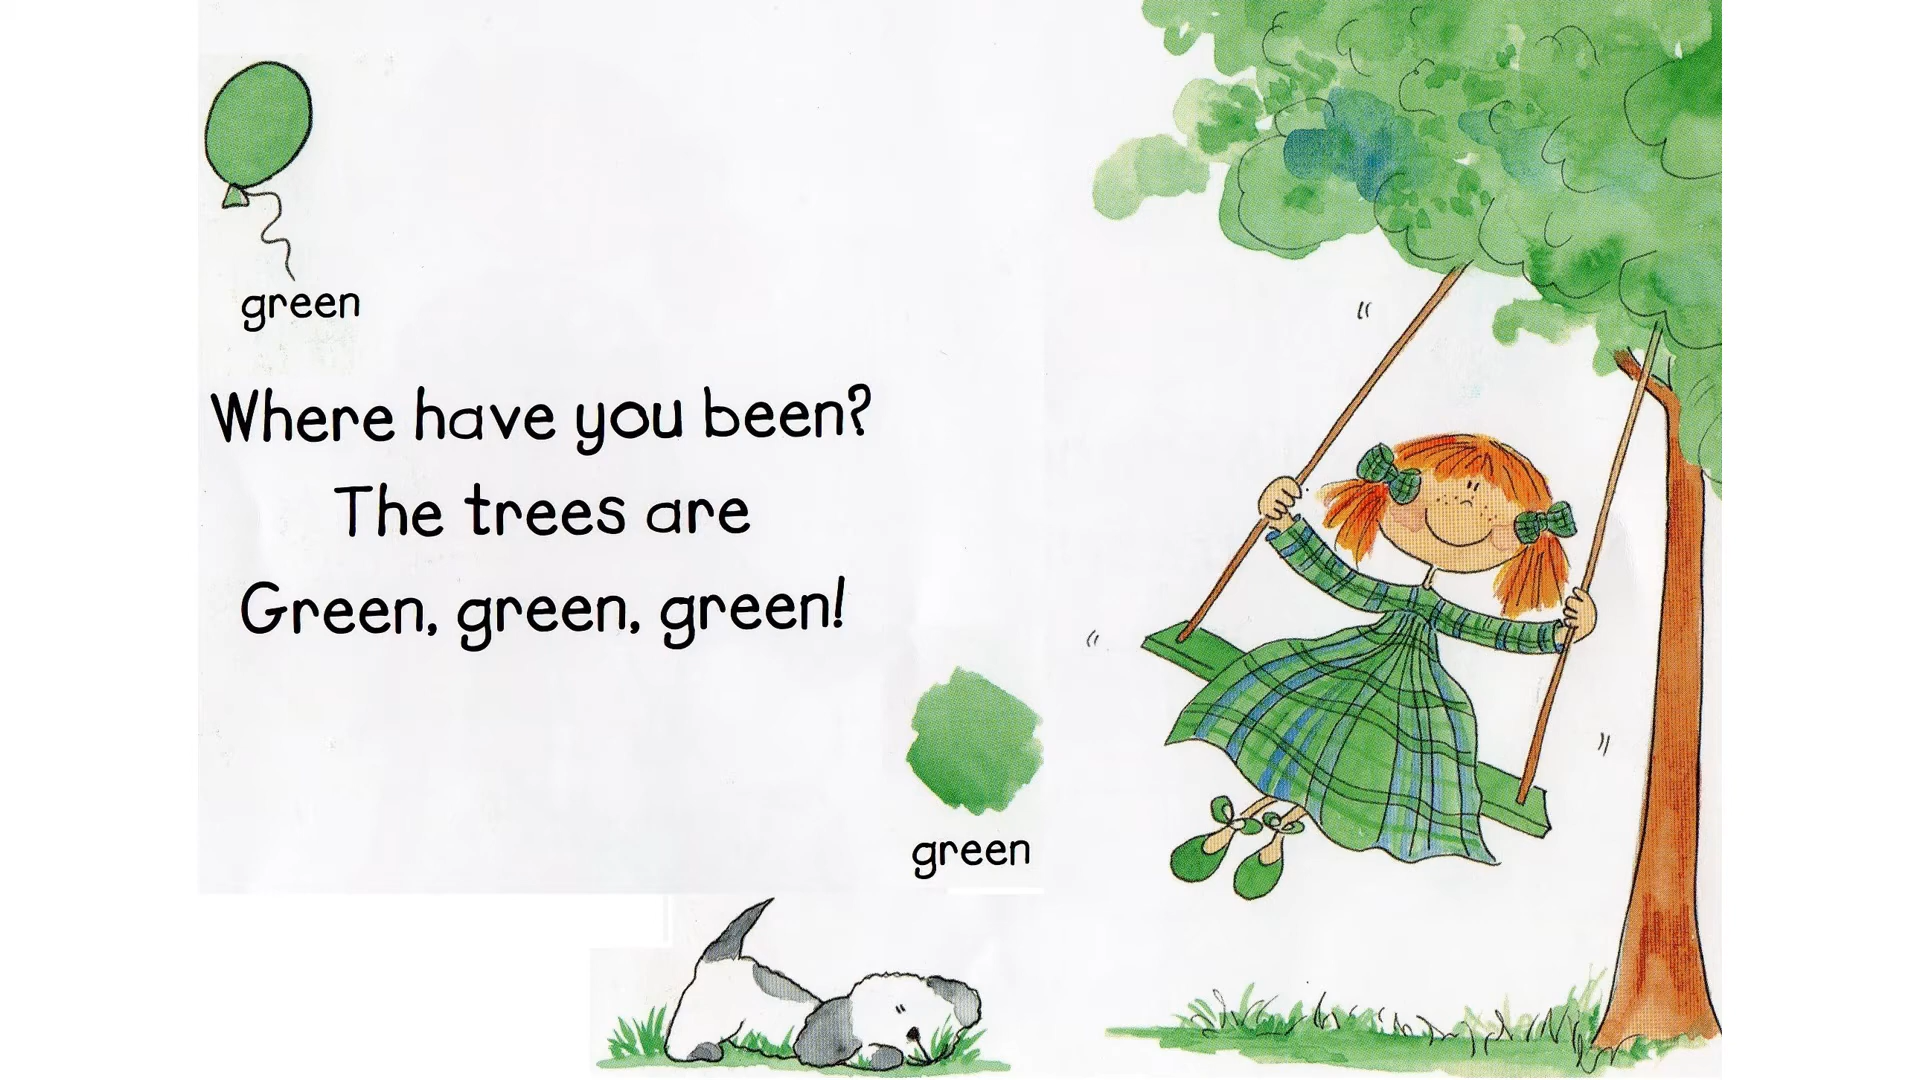 green
Where have you been?
The trees are
Green, green, green!
green